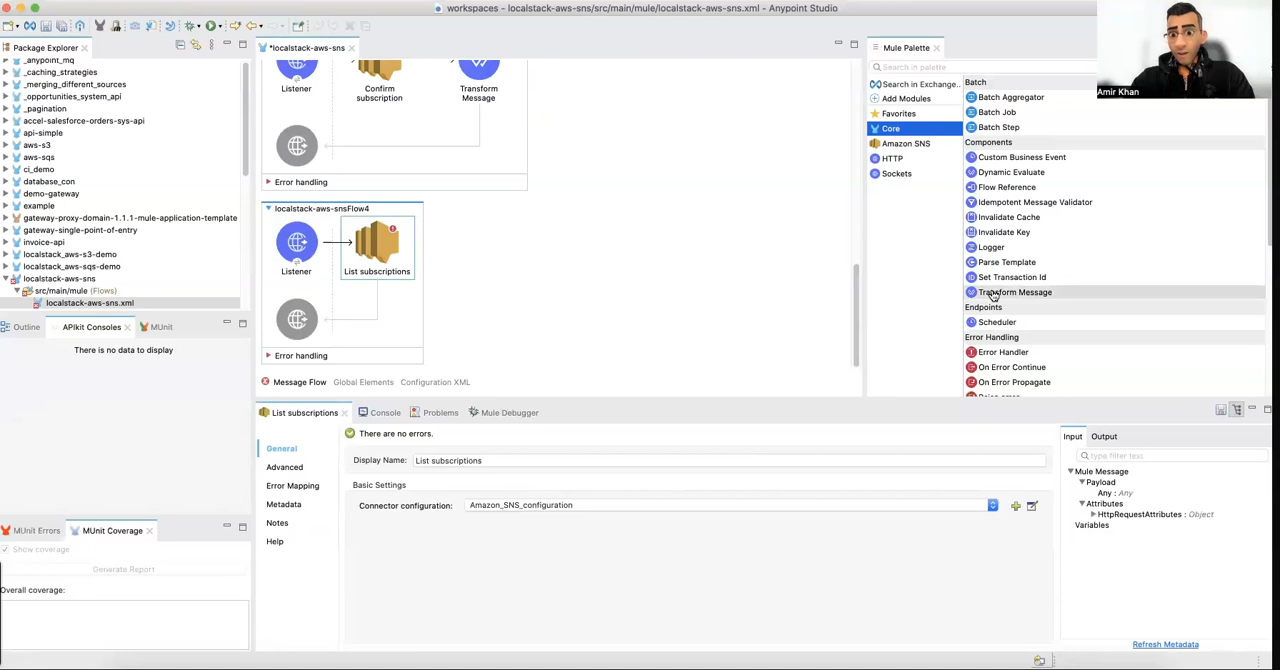 workspaces - localstack-aws-sns/src/main/mule/localstack-aws-sns.xml - Anypoint Studio
Package Explorer
_anypoint_mq
_caching_strategies
_merging_different_sources
_opportunities_system_api
_pagination
accel-salesforce-orders-sys-api
api-simple
aws-s3
aws-sqs
ci_demo
database_con
demo-gateway
example
gateway-proxy-domain-1.1.1-mule-application-template
gateway-single-point-of-entry
invoice-api
localstack_aws-s3-demo
localstack_aws-sqs-demo
localstack-aws-sns
src/main/mule (Flows)
localstack-aws-sns.xml
Outline
APIkit Consoles
MUnit
There is no data to display
MUnit Errors
MUnit Coverage
Show coverage
Generate Report
Overall coverage:
*localstack-aws-sns
Listener
Confirm
subscription
Transform
Message
Error handling
localstack-aws-snsFlow4
Listener
List subscriptions
Error handling
Message Flow
Global Elements
Configuration XML
Mule Palette
Search in palette
Search in Exchange...
Add Modules
Favorites
Core
Amazon SNS
HTTP
Sockets
Batch
Batch Aggregator
Batch Job
Batch Step
Components
Custom Business Event
Dynamic Evaluate
Flow Reference
Idempotent Message Validator
Invalidate Cache
Invalidate Key
Logger
Parse Template
Set Transaction Id
Transform Message
Endpoints
Scheduler
Error Handling
Error Handler
On Error Continue
On Error Propagate
Amir Khan
List subscriptions
Console
Problems
Mule Debugger
There are no errors.
General
Advanced
Error Mapping
Metadata
Notes
Help
Display Name:
List subscriptions
Basic Settings
Connector configuration:
Amazon_SNS_configuration
Input
Output
type filter text
Mule Message
Payload
Any : Any
Attributes
HttpRequestAttributes : Object
Variables
Refresh Metadata